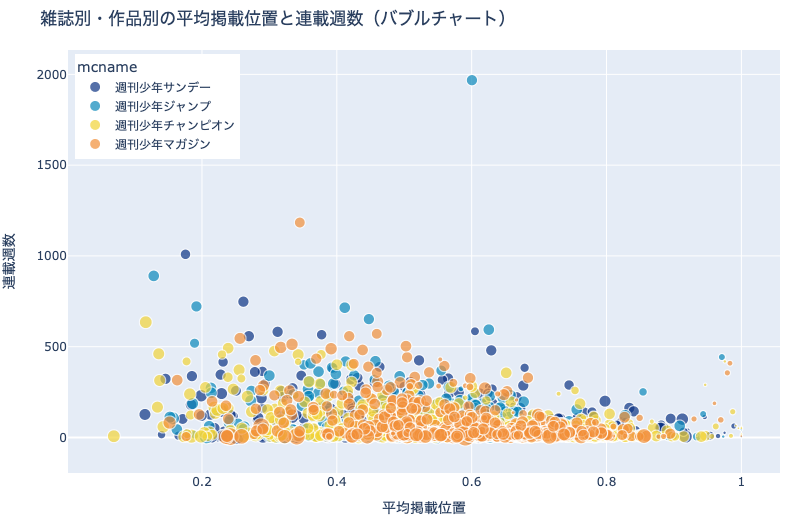 雑誌別・作品別の平均掲載位置と連載週数（バブルチャート）
mcname
週刊少年サンデー
週刊少年ジャンプ
週刊少年チャンピオン
週刊少年マガジン
連載週数
2000
1500
1000
500
0
0.2
0.4
0.6
0.8
1
平均掲載位置